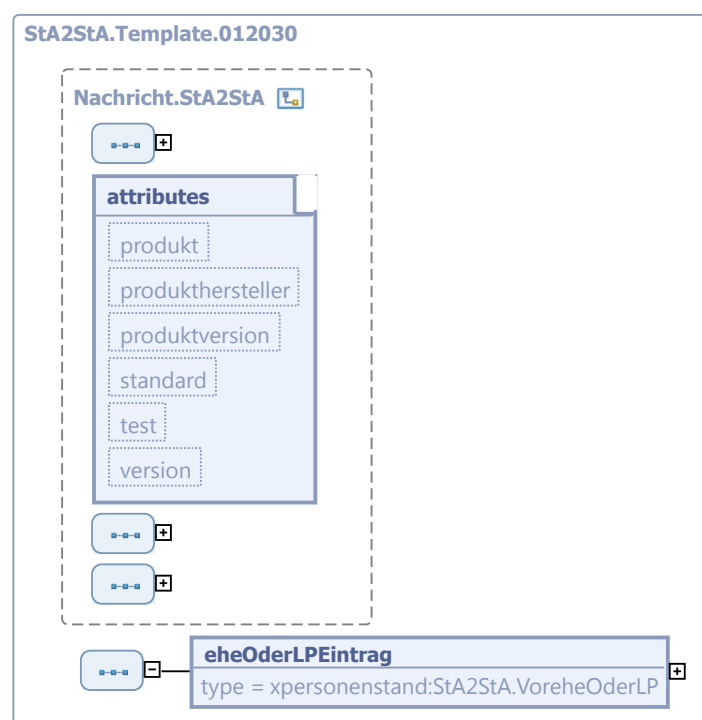 StA2StA.Template.012030
Nachricht.StA2StA
attributes
produkt
produkthersteller
produktversion
standard
test
version
eheOderLPEintrag
type = xpersonenstand:StA2StA.VoreheOderLP